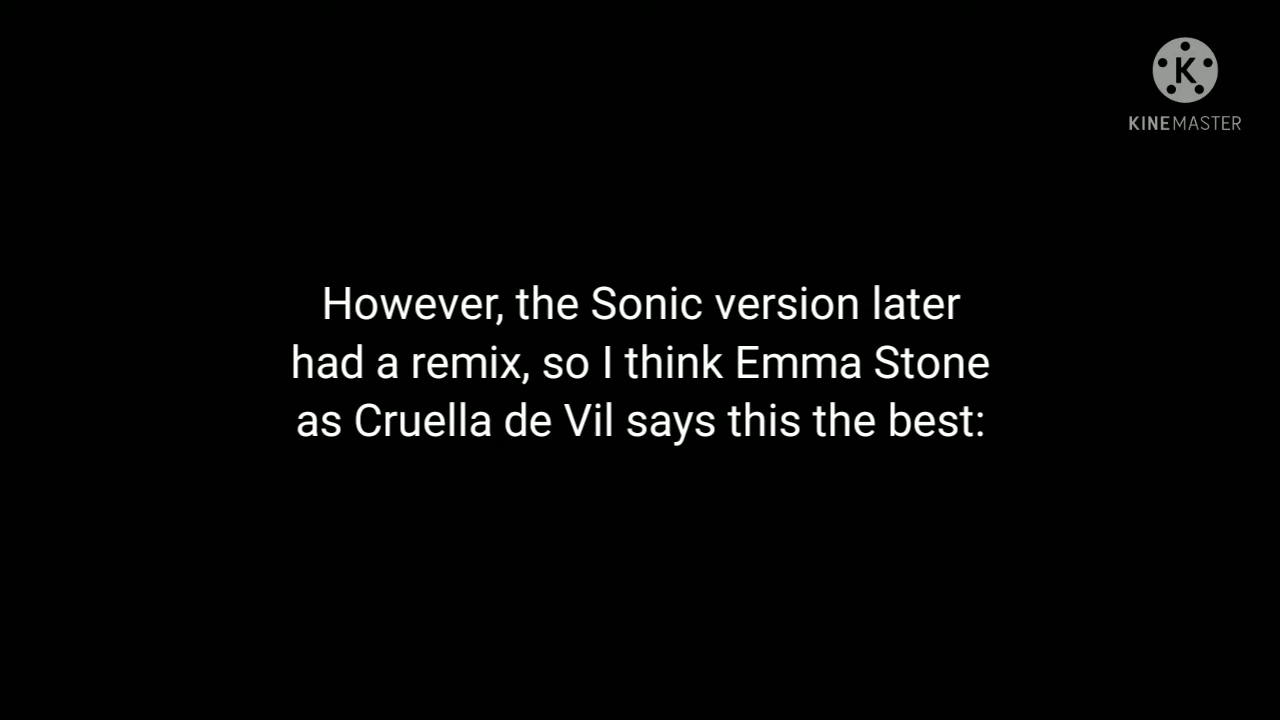 K
KINEMASTER
However, the Sonic version later
had a remix, so I think Emma Stone
as Cruella de Vil says this the best: